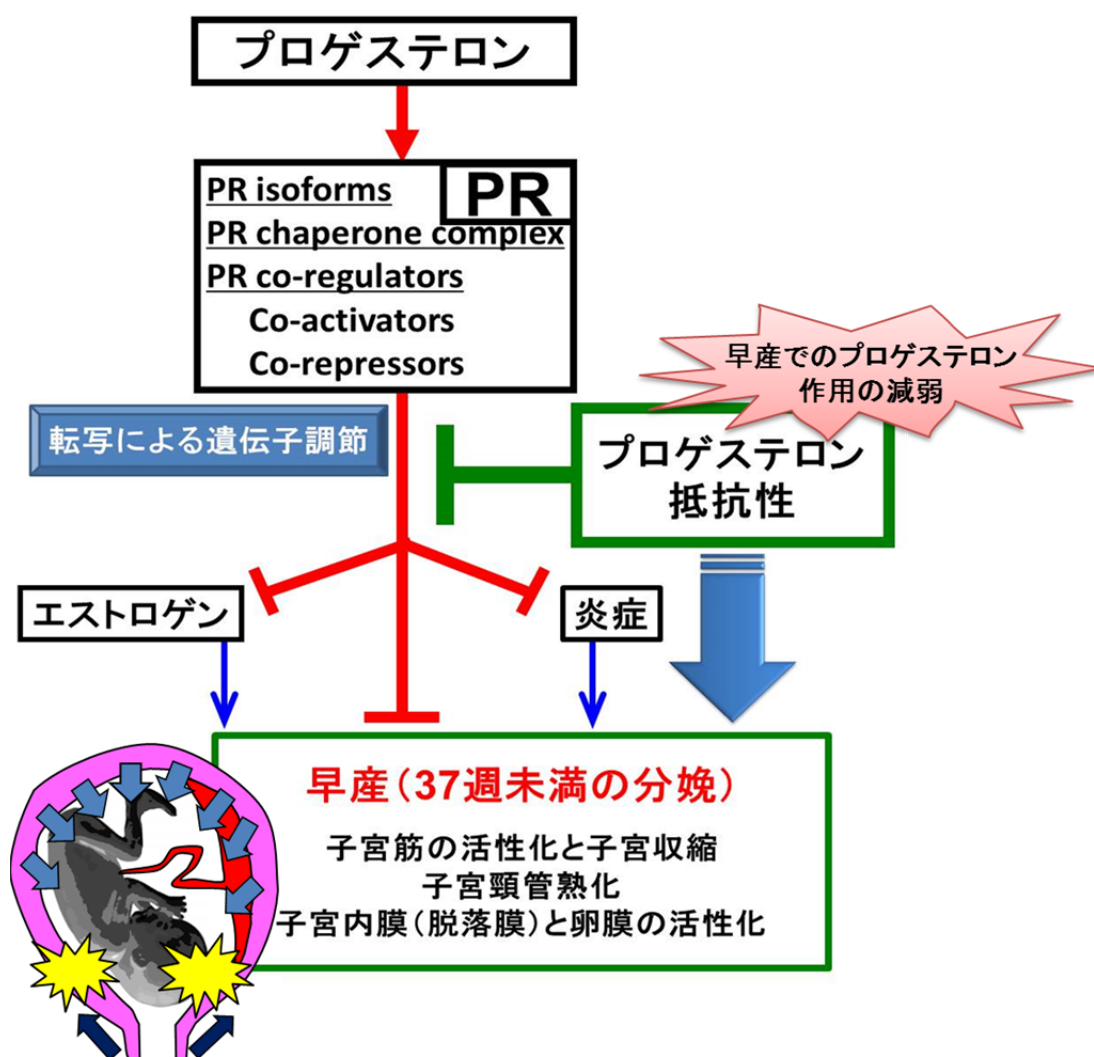 プロゲステロン
PR
PR isoforms
PR chaperone complex
PR co-regulators
Co-activators
Co-repressors
早産でのプロゲステロン
作用の減弱
転写による遺伝子調節
プロゲステロン
抵抗性
エストロゲン
炎症
早産（37週未満の分娩）
子宮筋の活性化と子宮収縮
子宮頸管熟化
子宮内膜（脱落膜）と卵膜の活性化